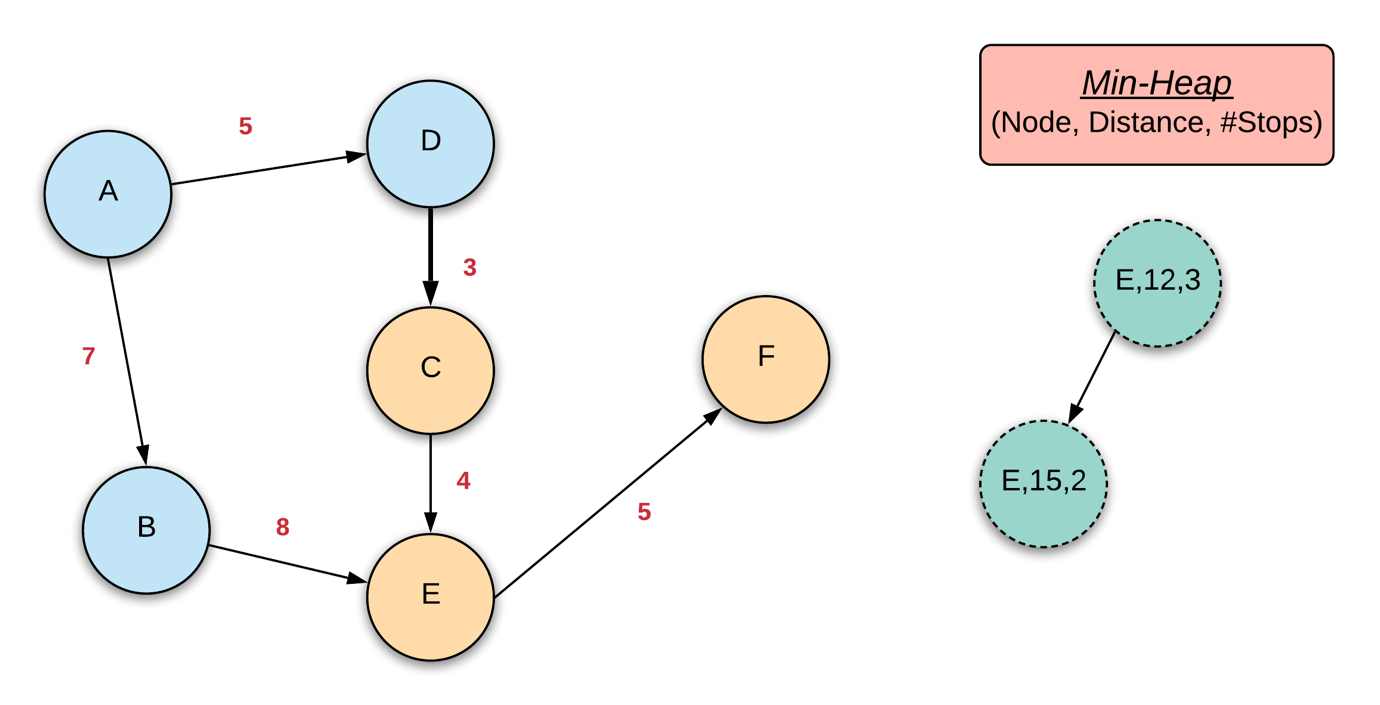 5
D
A
3
7
C
F
4
B
8
5
E
Min-Heap
(Node, Distance, #Stops)
E,12,3
E,15,2